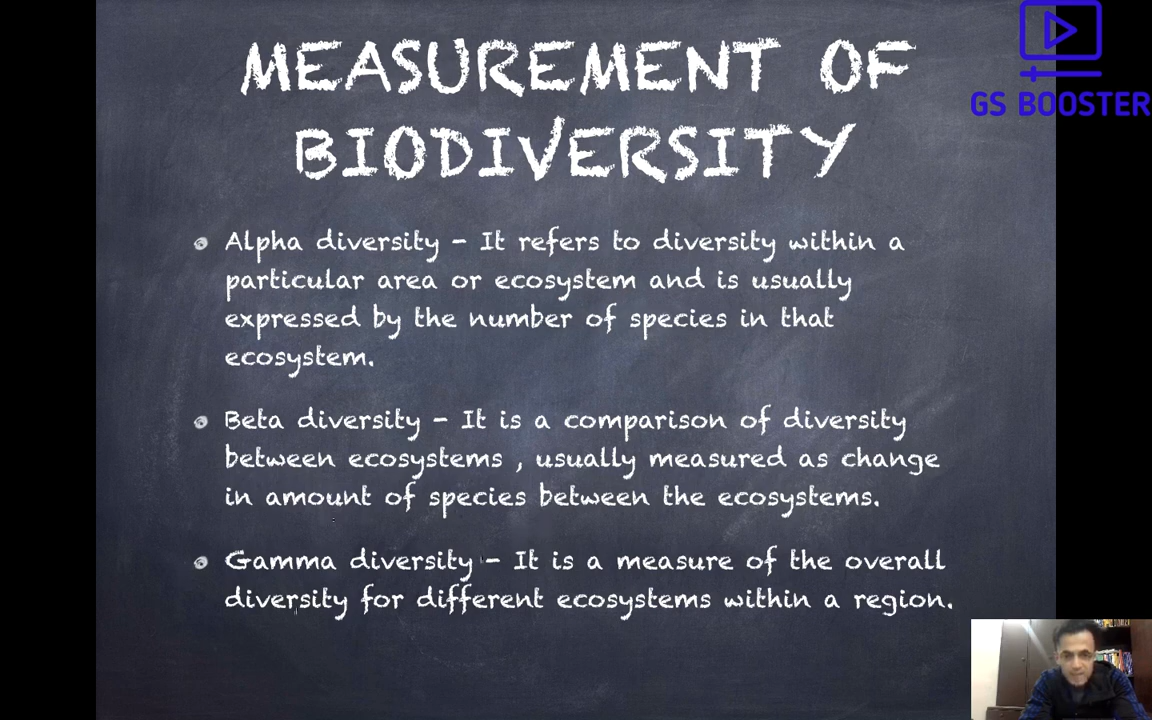 MEASUREMENT OF
BIODIVERSITY
GS BOOSTER
Alpha diversity - It refers to diversity within a
particular area or ecosystem and is usually
expressed by the number of species in that
ecosystem.
Beta diversity - It is a comparison of diversity
between ecosystems , usually measured as change
in amount of species between the ecosystems.
Gamma diversity - It is a measure of the overall
diversity for different ecosystems within a region.